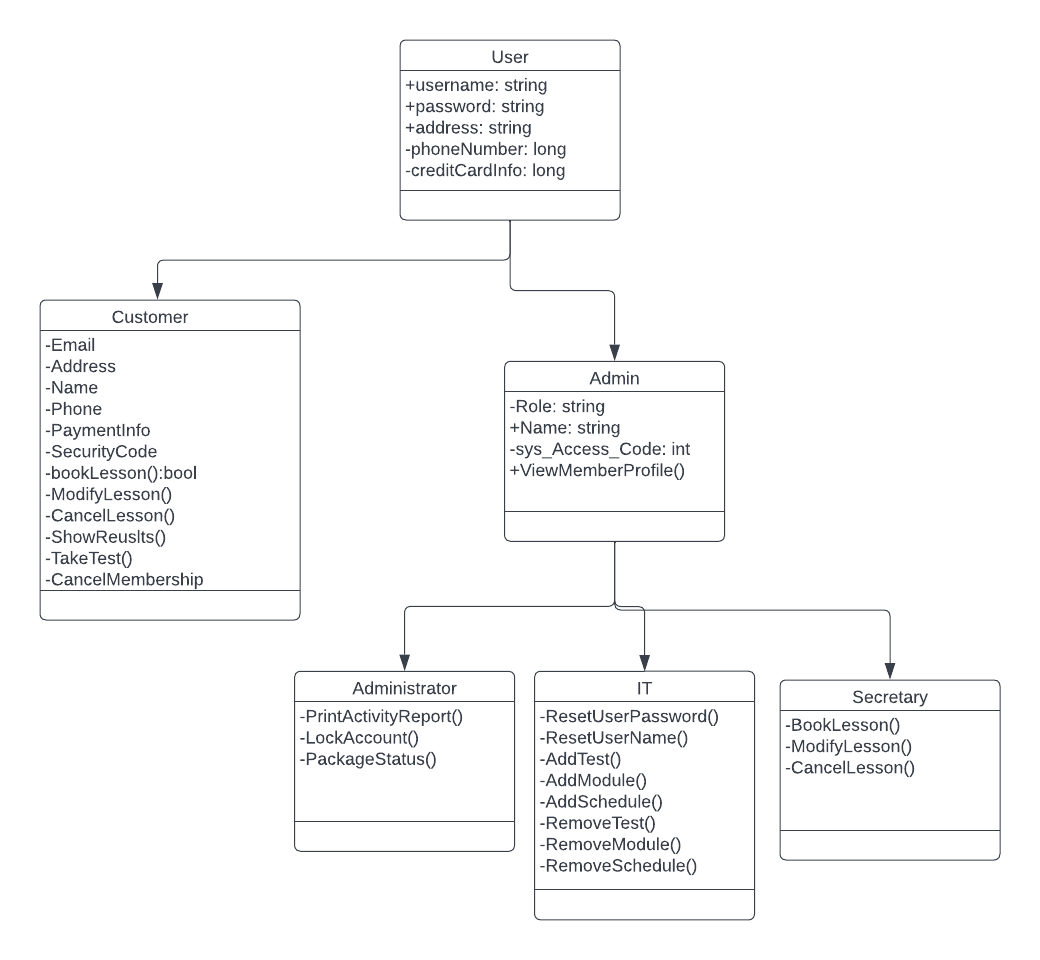 User
+username: string
+password: string
+address: string
-phoneNumber: long
-creditCardInfo: long
Customer
-Email
-Address
-Name
-Phone
-PaymentInfo
-SecurityCode
-bookLesson():bool
-ModifyLesson()
-CancelLesson()
-ShowReuslts()
-TakeTest()
-CancelMembership
Admin
-Role: string
+Name: string
-sys_Access_Code: int
+ViewMemberProfile()
Administrator
-PrintActivityReport()
-LockAccount()
-PackageStatus()
IT
-ResetUserPassword()
-ResetUserName()
-AddTest()
-AddModule()
-AddSchedule()
-RemoveTest()
-RemoveModule()
-RemoveSchedule()
Secretary
-BookLesson()
-ModifyLesson()
-CancelLesson()